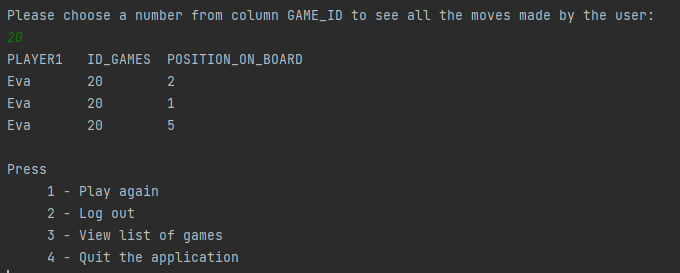 Please choose a number from column GAME_ID to see all the moves made by the user:
20
PLAYER1   ID_GAMES  POSITION_ON_BOARD
Eva       20        2
Eva       20        1
Eva       20        5
Press
     1 - Play again
     2 - Log out
     3 - View list of games
     4 - Quit the application